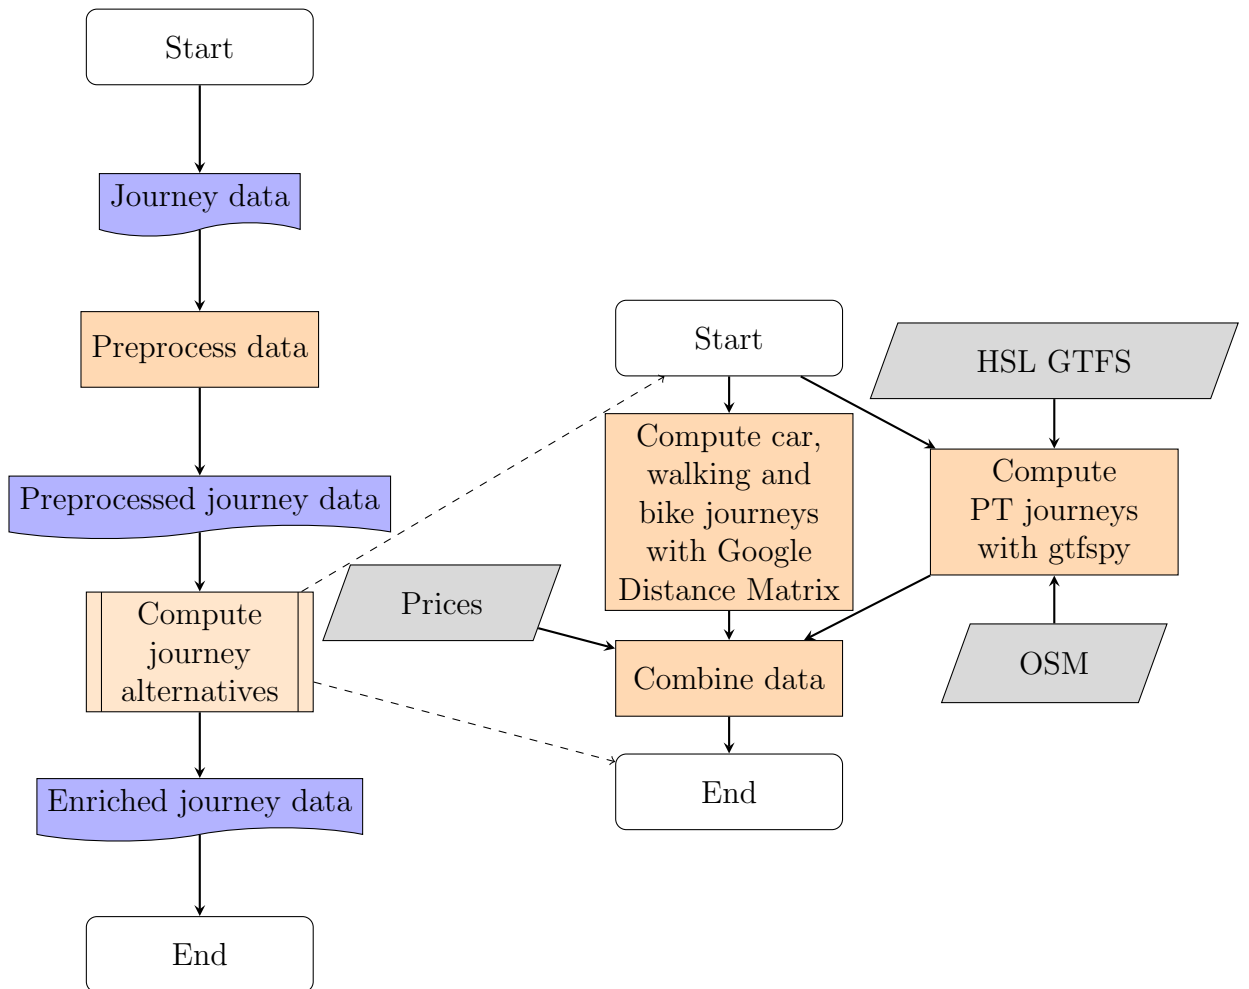 Start
Journey data
Preprocess data
Preprocessed journey data
Compute
journey
alternatives
Enriched journey data
End
Start
HSL GTFS
Compute car,
walking and
bike journeys
with Google
Distance Matrix
Compute
PT journeys
with gtfspy
Prices
OSM
Combine data
End